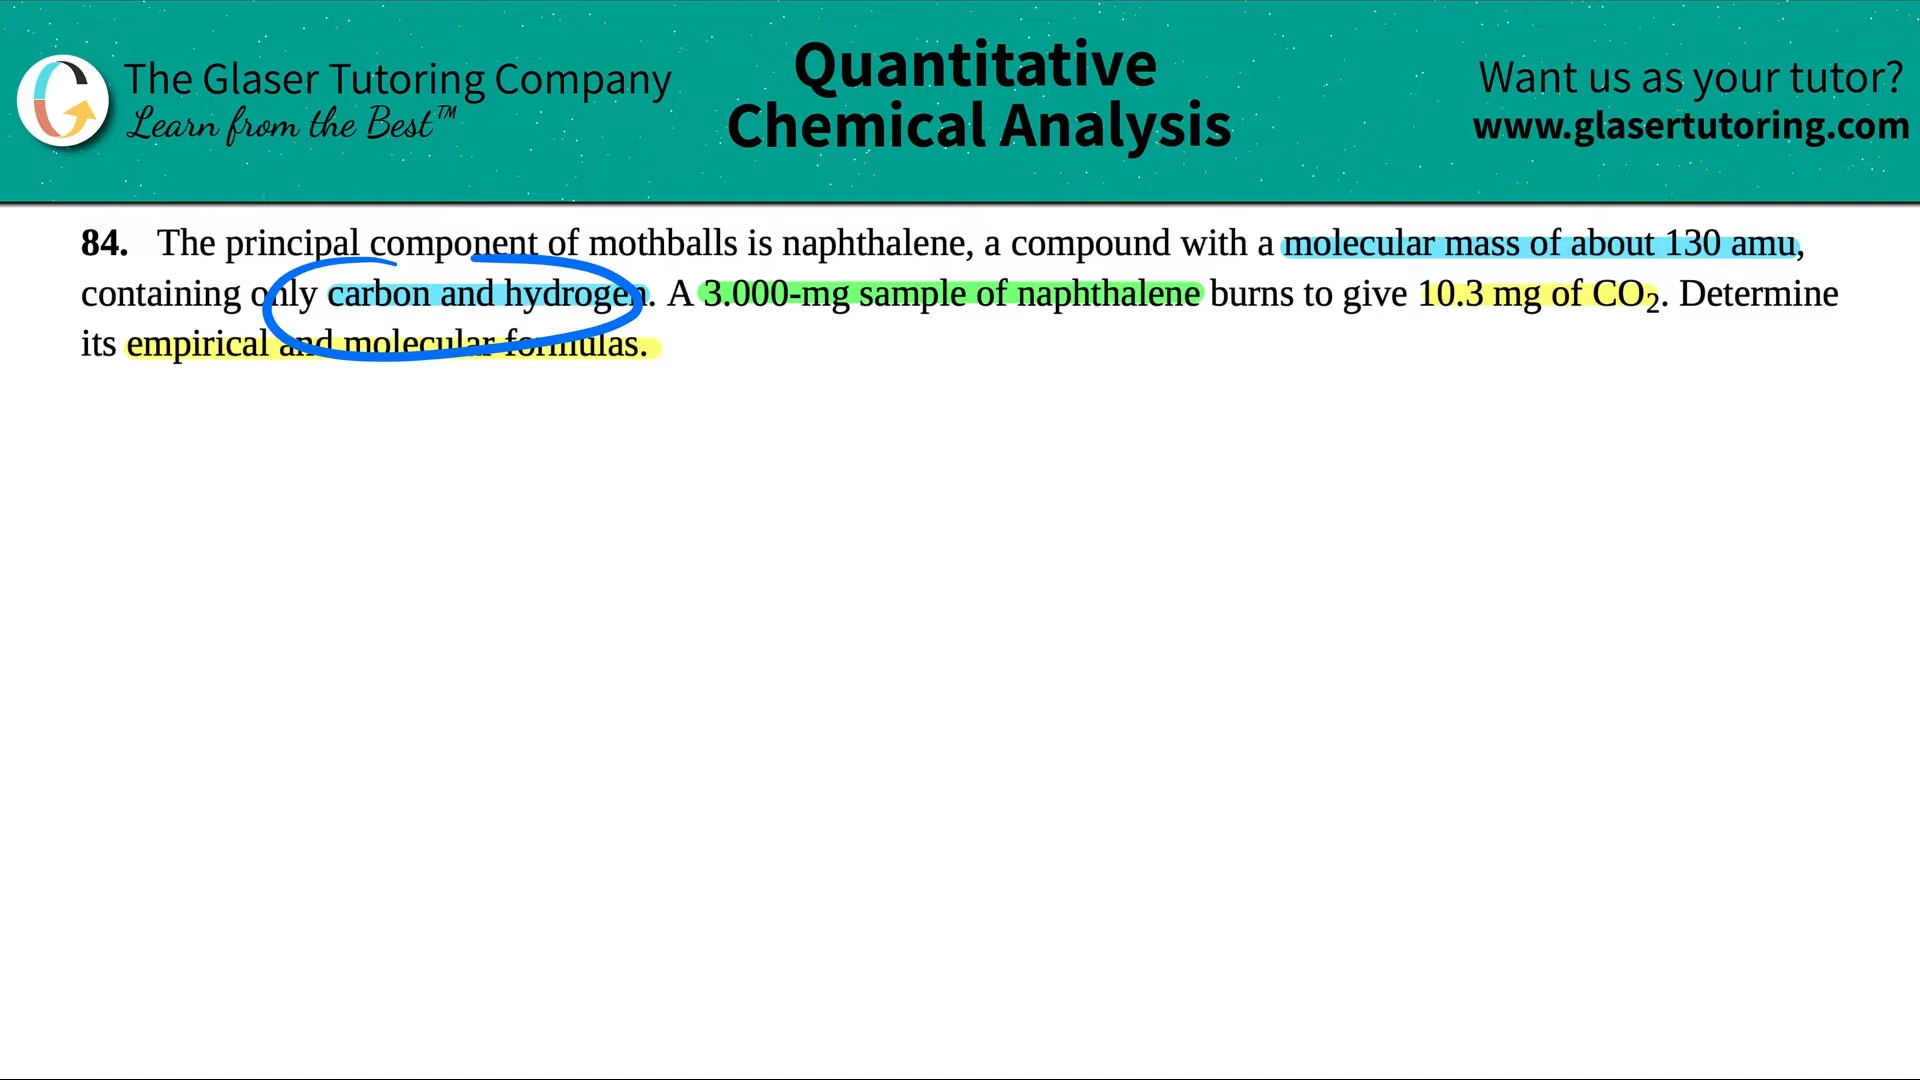 The Glaser Tutoring Company
Learn from the Best™
Quantitative
Chemical Analysis
Want us as your tutor?
www.glasertutoring.com
84. The principal component of mothballs is naphthalene, a compound with a molecular mass of about 130 amu,
containing only carbon and hydrogen. A 3.000-mg sample of naphthalene burns to give 10.3 mg of CO₂. Determine
its empirical and molecular formulas.